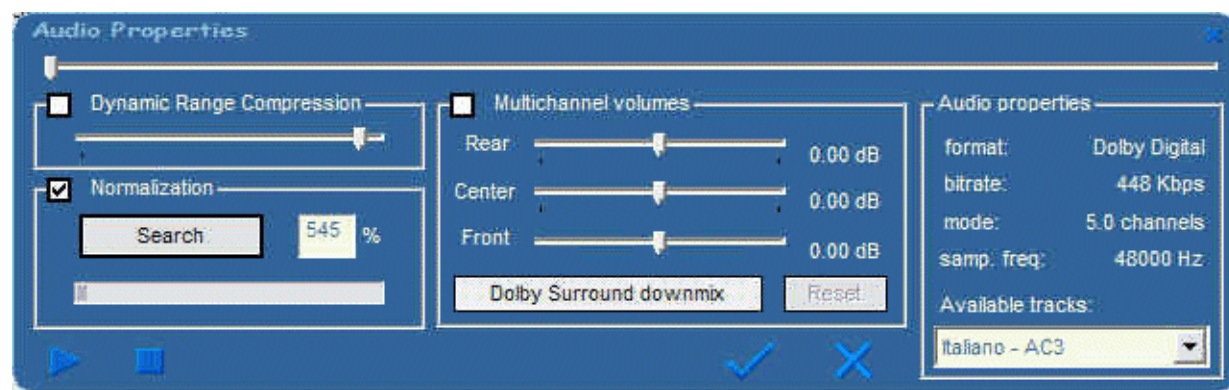 Audio Properties
Dynamic Range Compression
Normalization
Search
545 %
Multichannel volumes
Rear 0.00 dB
Center 0.00 dB
Front 0.00 dB
Dolby Surround downmix
Reset
Audio properties
format: Dolby Digital
bitrate: 448 Kbps
mode: 5.0 channels
samp. freq: 48000 Hz
Available tracks:
Italiano - AC3